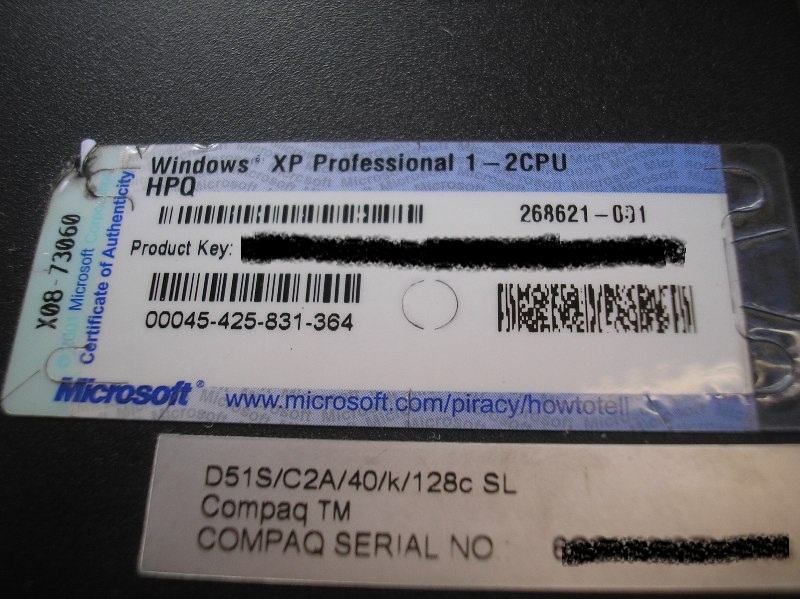 Windows® XP Professional 1-2CPU
HPQ
268621-001
Product Key:
00045-425-831-364
X08-73060
Microsoft
Certificate of Authenticity
Microsoft®
www.microsoft.com/piracy/howtotell
D51S/C2A/40/k/128c SL
Compaq TM
COMPAQ SERIAL NO